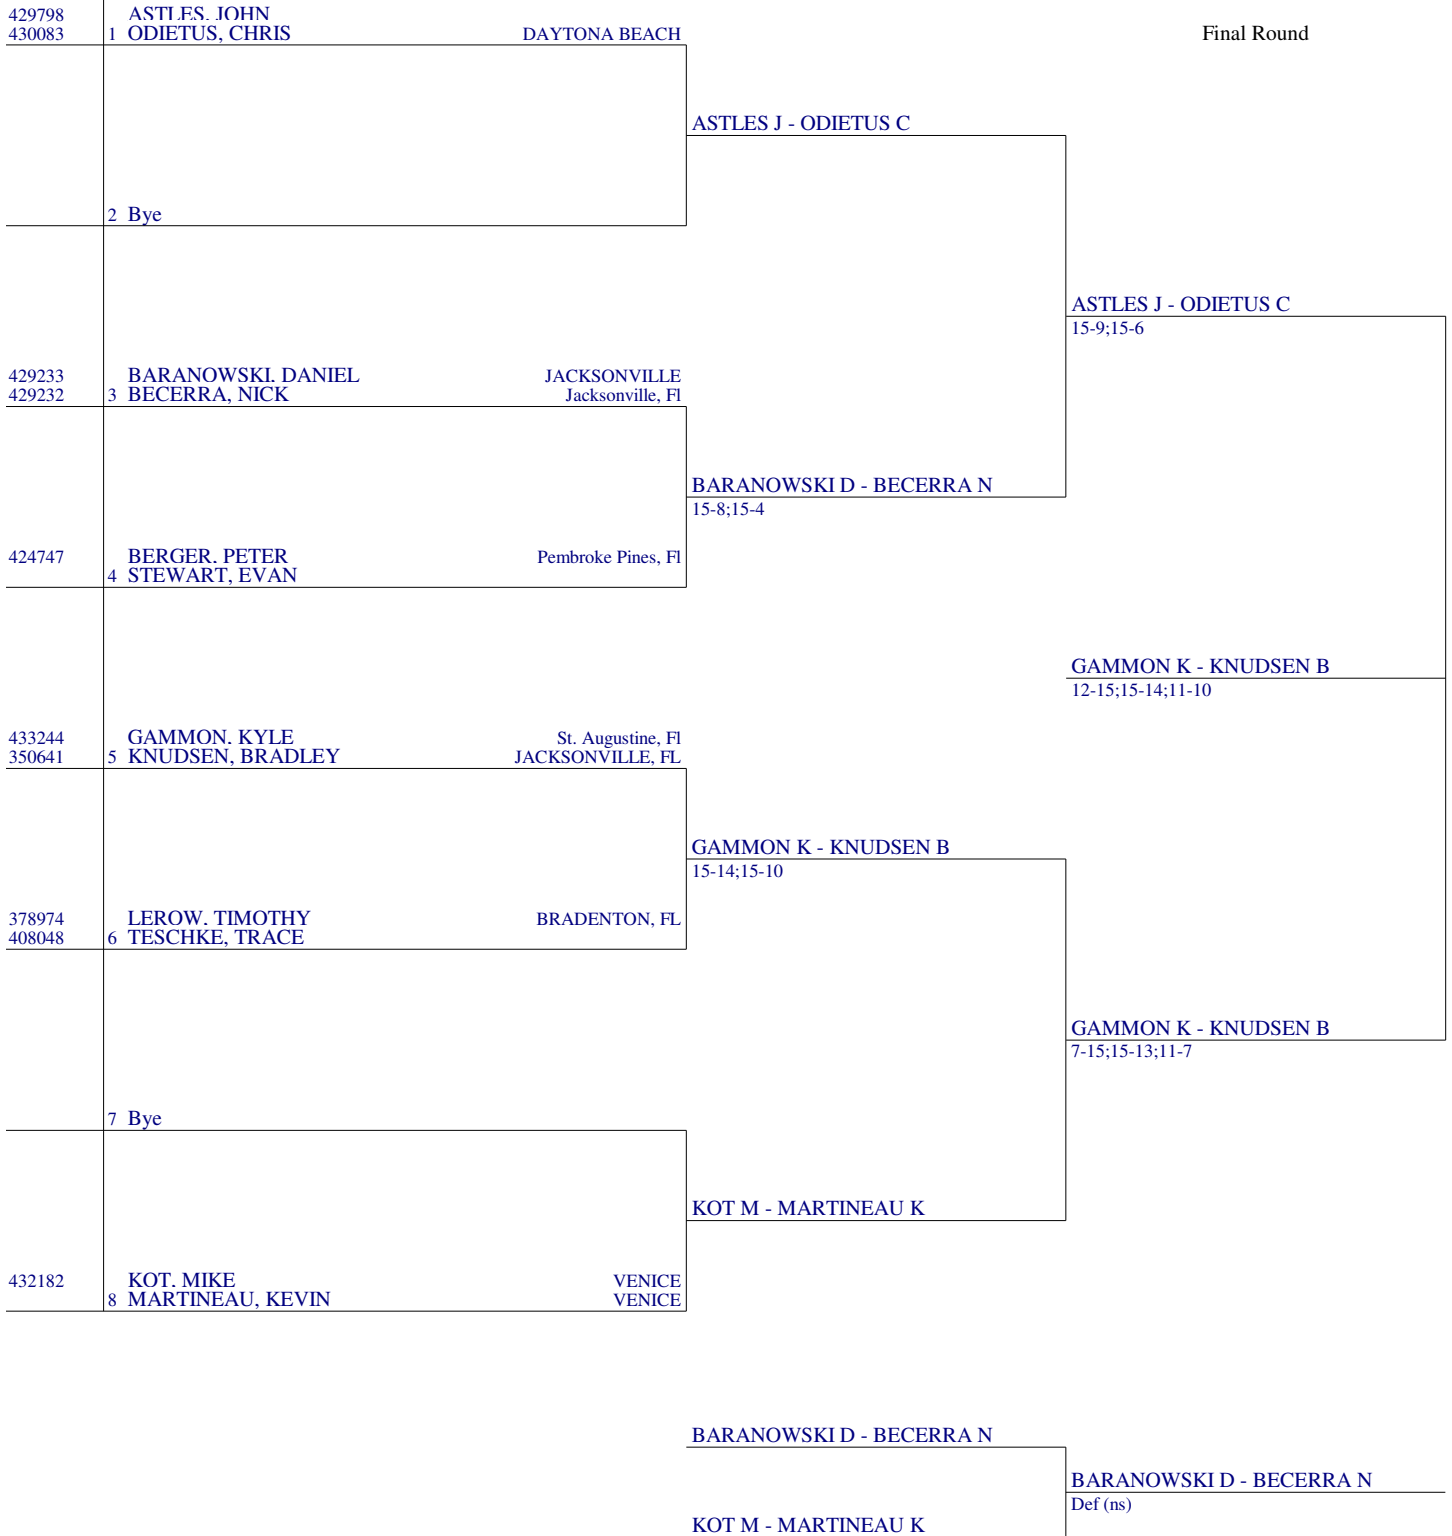 429798 ASTLES, JOHN
430083 1 ODIETUS, CHRIS DAYTONA BEACH
Final Round
ASTLES J - ODIETUS C
2 Bye
ASTLES J - ODIETUS C
15-9;15-6
429233 BARANOWSKI, DANIEL JACKSONVILLE
429232 3 BECERRA, NICK Jacksonville, Fl
BARANOWSKI D - BECERRA N
15-8;15-4
424747 BERGER, PETER Pembroke Pines, Fl
4 STEWART, EVAN
GAMMON K - KNUDSEN B
12-15;15-14;11-10
433244 GAMMON, KYLE St. Augustine, Fl
350641 5 KNUDSEN, BRADLEY JACKSONVILLE, FL
GAMMON K - KNUDSEN B
15-14;15-10
378974 LEROW, TIMOTHY BRADENTON, FL
408048 6 TESCHKE, TRACE
GAMMON K - KNUDSEN B
7-15;15-13;11-7
7 Bye
KOT M - MARTINEAU K
432182 KOT, MIKE VENICE
8 MARTINEAU, KEVIN VENICE
BARANOWSKI D - BECERRA N
BARANOWSKI D - BECERRA N
Def (ns)
KOT M - MARTINEAU K